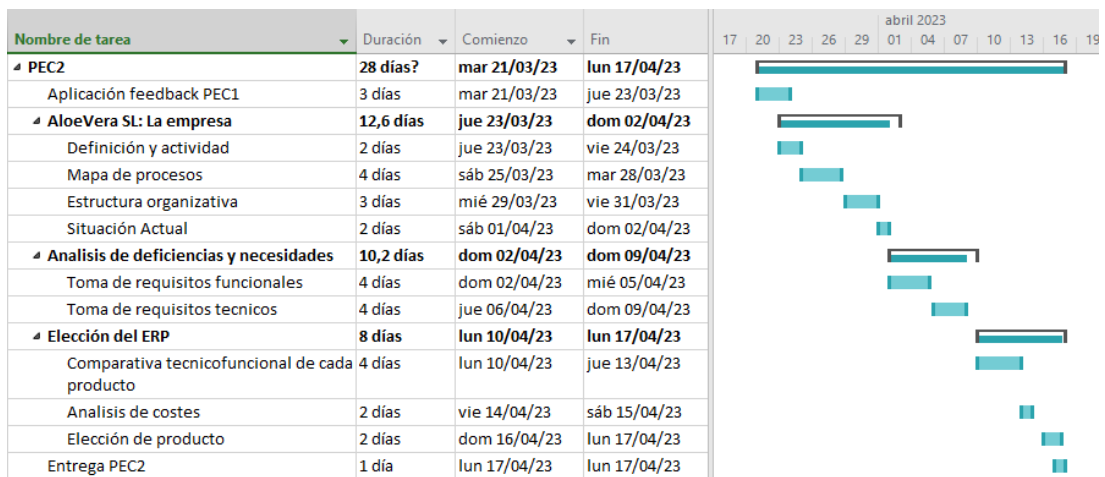 abril 2023
Nombre de tarea Duración Comienzo Fin 17 20 23 26 29 01 04 07 10 13 16 19
PEC2 28 días? mar 21/03/23 lun 17/04/23
Aplicación feedback PEC1 3 días mar 21/03/23 jue 23/03/23
AloeVera SL: La empresa 12,6 días jue 23/03/23 dom 02/04/23
Definición y actividad 2 días jue 23/03/23 vie 24/03/23
Mapa de procesos 4 días sáb 25/03/23 mar 28/03/23
Estructura organizativa 3 días mié 29/03/23 vie 31/03/23
Situación Actual 2 días sáb 01/04/23 dom 02/04/23
Analisis de deficiencias y necesidades 10,2 días dom 02/04/23 dom 09/04/23
Toma de requisitos funcionales 4 días dom 02/04/23 mié 05/04/23
Toma de requisitos tecnicos 4 días jue 06/04/23 dom 09/04/23
Elección del ERP 8 días lun 10/04/23 lun 17/04/23
Comparativa tecnicofuncional de cada 4 días lun 10/04/23 jue 13/04/23
producto
Analisis de costes 2 días vie 14/04/23 sáb 15/04/23
Elección de producto 2 días dom 16/04/23 lun 17/04/23
Entrega PEC2 1 día lun 17/04/23 lun 17/04/23